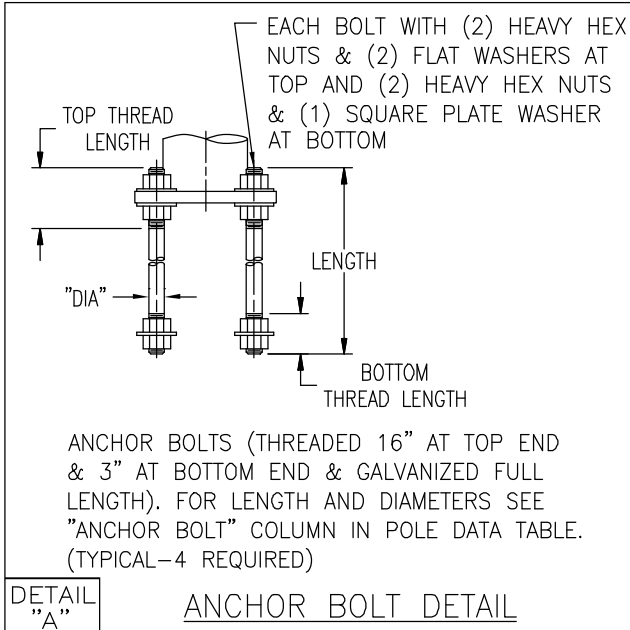 EACH BOLT WITH (2) HEAVY HEX
NUTS & (2) FLAT WASHERS AT
TOP AND (2) HEAVY HEX NUTS
& (1) SQUARE PLATE WASHER
AT BOTTOM
TOP THREAD
LENGTH
LENGTH
"DIA"
BOTTOM
THREAD LENGTH
ANCHOR BOLTS (THREADED 16" AT TOP END
& 3" AT BOTTOM END & GALVANIZED FULL
LENGTH). FOR LENGTH AND DIAMETERS SEE
"ANCHOR BOLT" COLUMN IN POLE DATA TABLE.
(TYPICAL-4 REQUIRED)
DETAIL
"A"
ANCHOR BOLT DETAIL